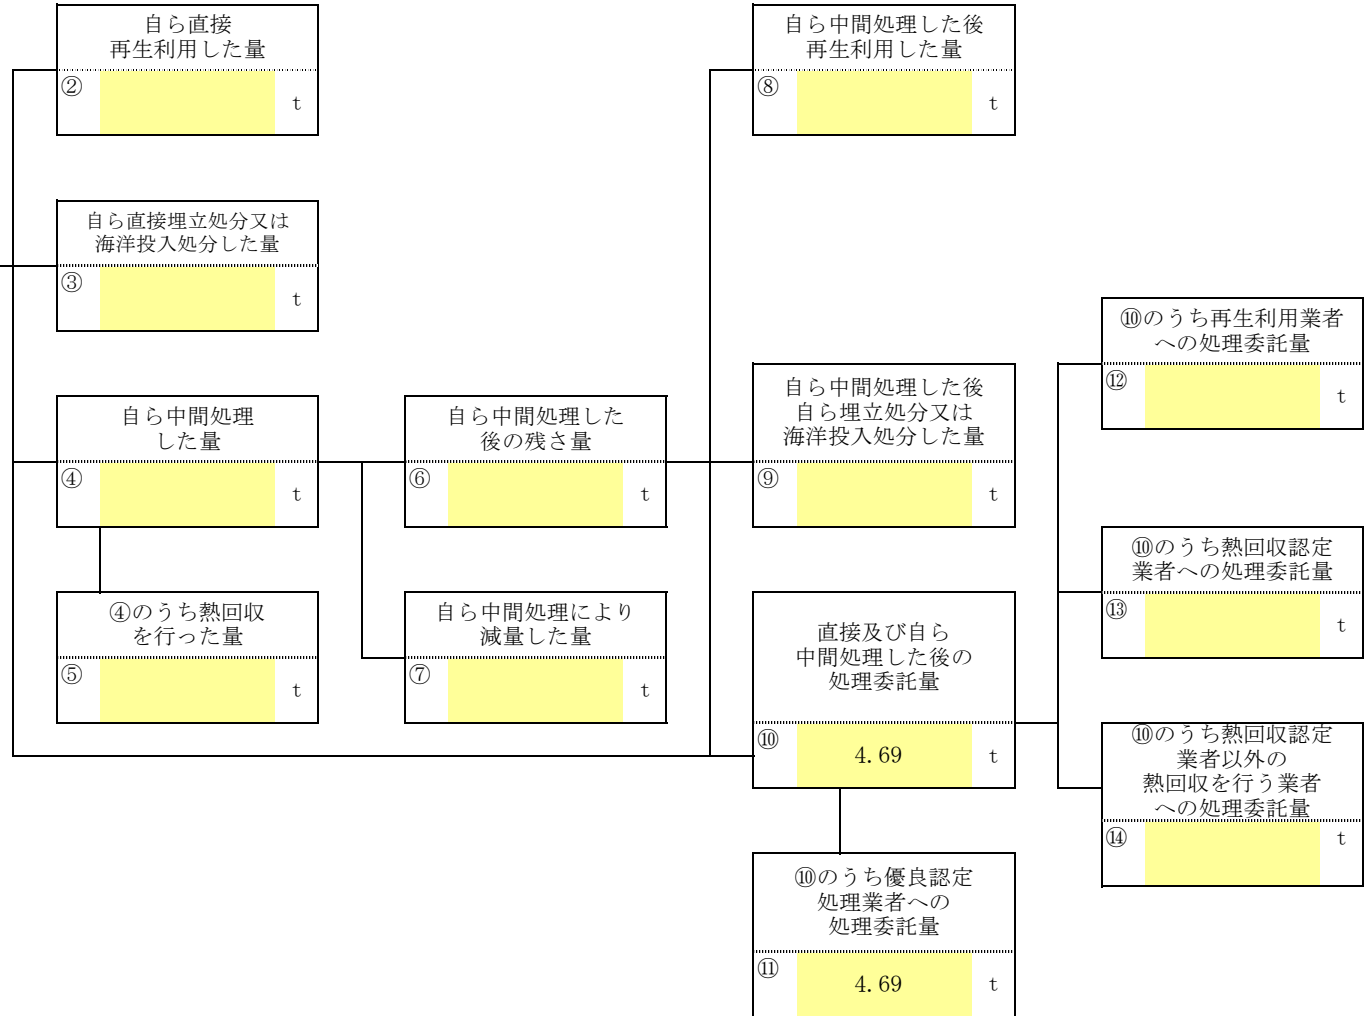 自ら直接
再生利用した量
②
t
自ら中間処理した後
再生利用した量
⑧
t
自ら直接埋立処分又は
海洋投入処分した量
③
t
⑩のうち再生利用業者
への処理委託量
⑫
t
自ら中間処理
した量
④
t
自ら中間処理した
後の残さ量
⑥
t
自ら中間処理した後
自ら埋立処分又は
海洋投入処分した量
⑨
t
⑩のうち熱回収認定
業者への処理委託量
⑬
t
④のうち熱回収
を行った量
⑤
t
自ら中間処理により
減量した量
⑦
t
直接及び自ら
中間処理した後の
処理委託量
⑩ 4.69 t
⑩のうち熱回収認定
業者以外の
熱回収を行う業者
への処理委託量
⑭
t
⑩のうち優良認定
処理業者への
処理委託量
⑪ 4.69 t